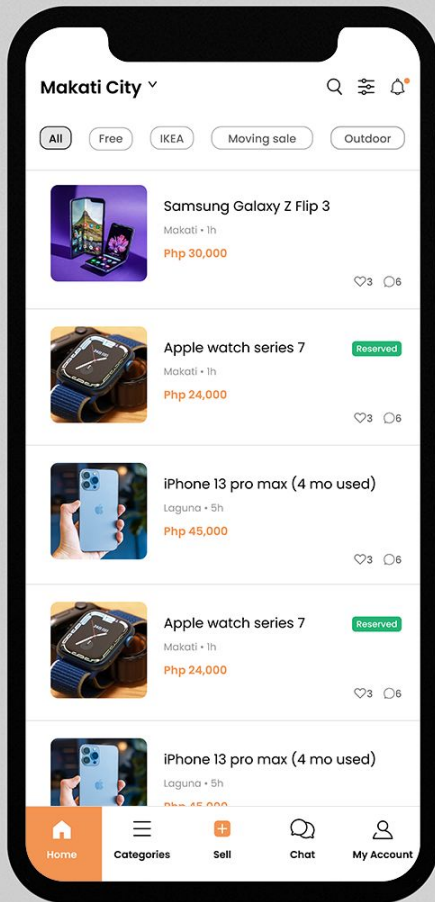 Makati City
All
Free
IKEA
Moving sale
Outdoor
Samsung Galaxy Z Flip 3
Makati • 1h
Php 30,000
3 6
Apple watch series 7
Reserved
Makati • 1h
Php 24,000
3 6
iPhone 13 pro max (4 mo used)
Laguna • 5h
Php 45,000
3 6
Apple watch series 7
Reserved
Makati • 1h
Php 24,000
3 6
iPhone 13 pro max (4 mo used)
Laguna • 5h
Php 45,000
Home
Categories
Sell
Chat
My Account